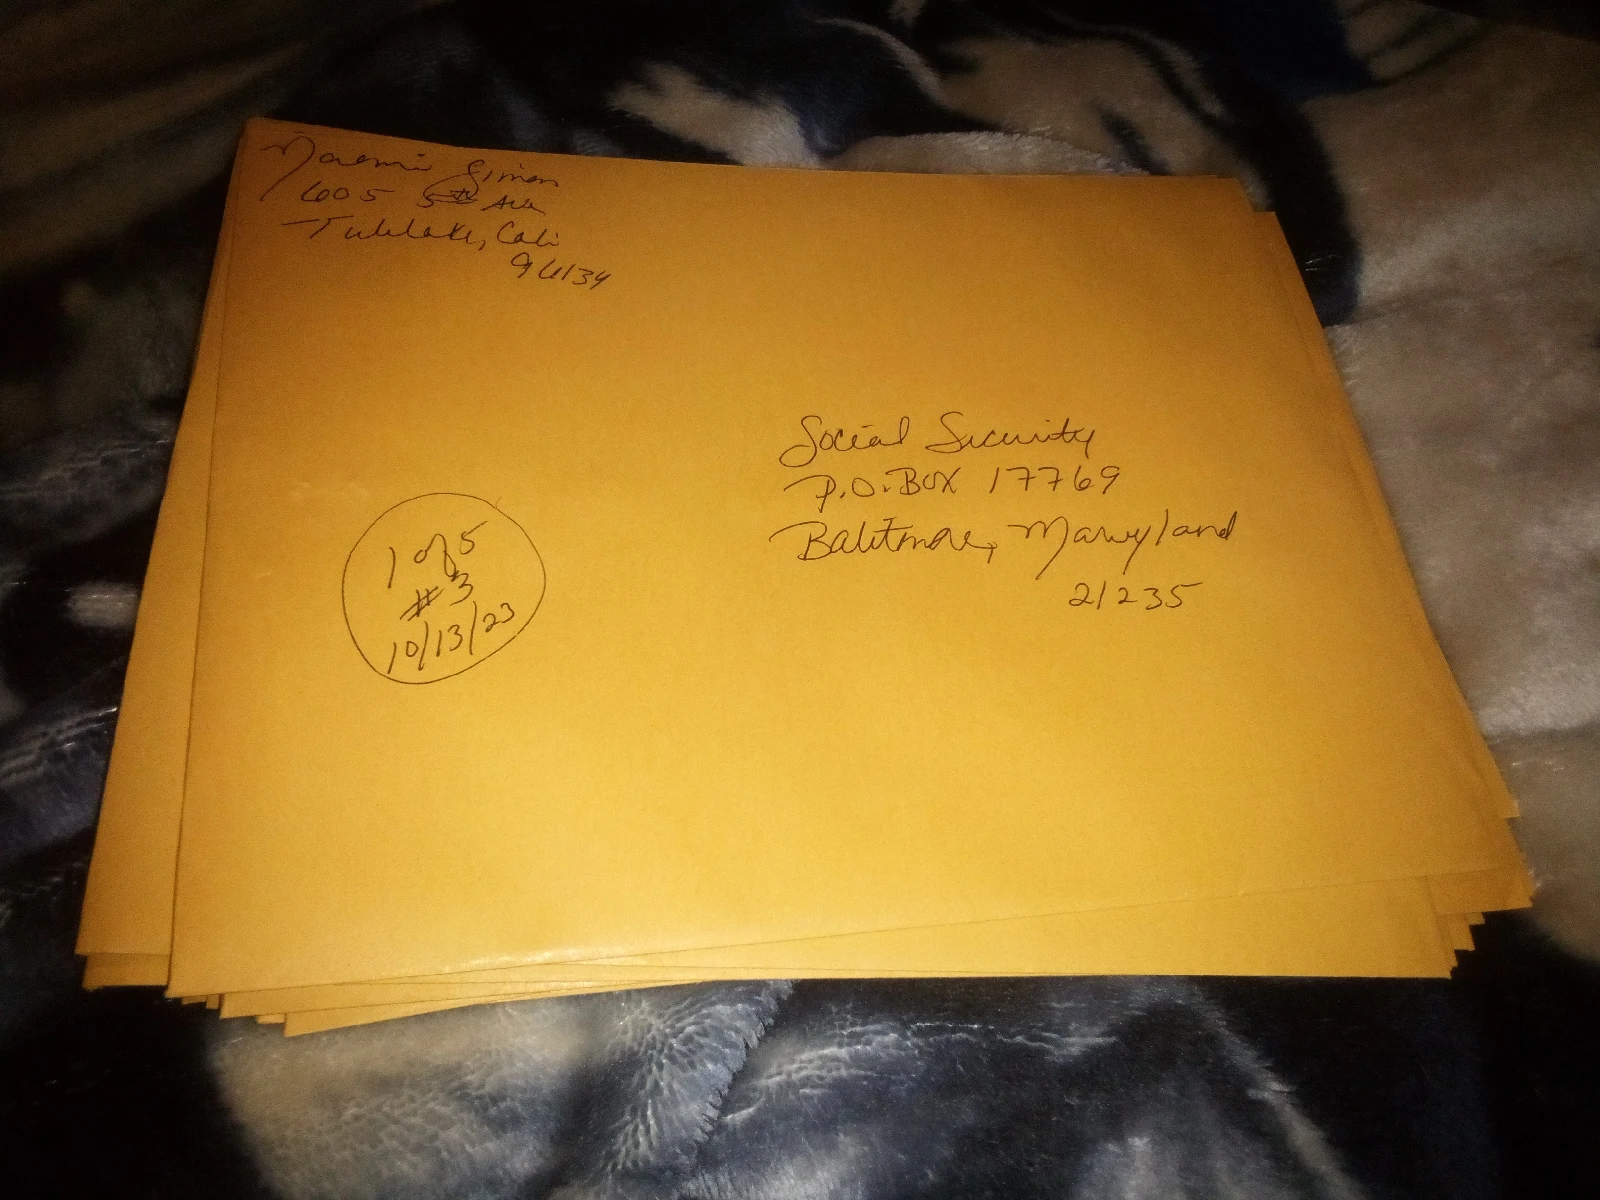 Noremi Simon
605 5th Ave
Tulelake, Cali
96134
Social Security
P.O. Box 17769
Baltimore, Maryland
21235
1 of 5
# 3
10/13/23